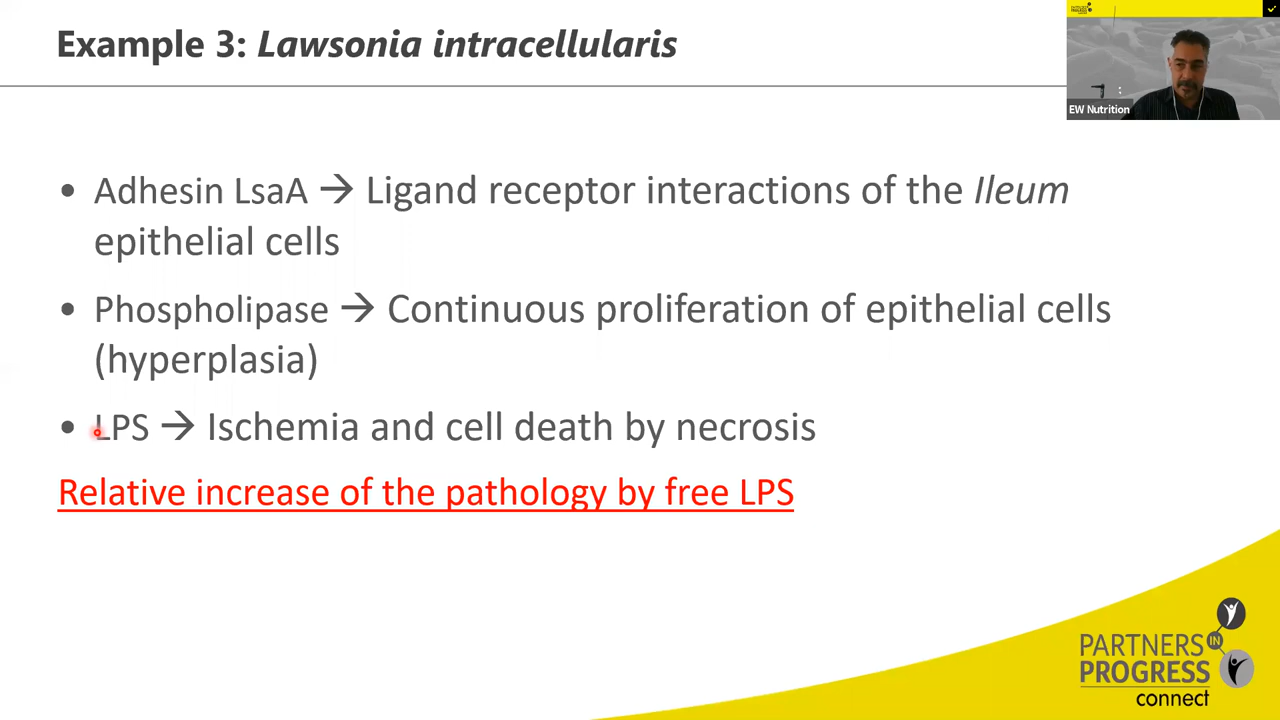 Example 3: Lawsonia intracellularis
EW Nutrition
• Adhesin LsaA → Ligand receptor interactions of the Ileum
epithelial cells
• Phospholipase → Continuous proliferation of epithelial cells
(hyperplasia)
• LPS → Ischemia and cell death by necrosis
Relative increase of the pathology by free LPS
PARTNERS
IN
PROGRESS
connect